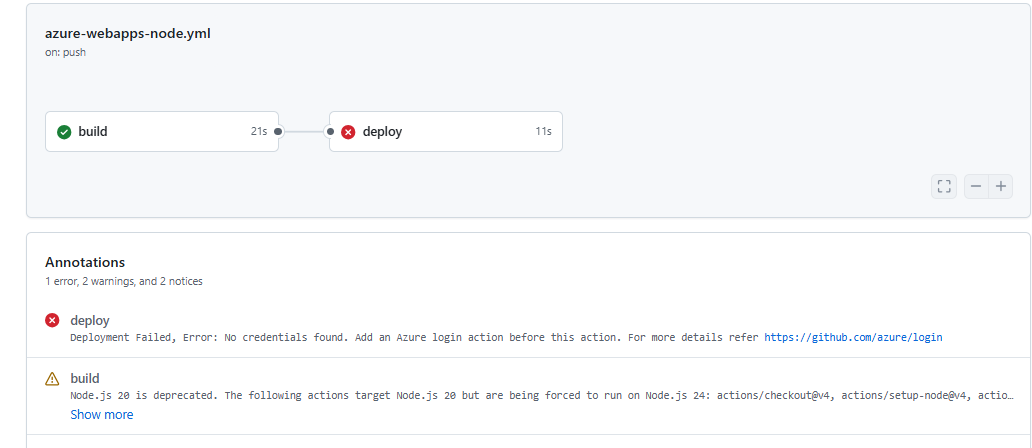 azure-webapps-node.yml
on: push
build 21s
deploy 11s
Annotations
1 error, 2 warnings, and 2 notices
deploy
Deployment Failed, Error: No credentials found. Add an Azure login action before this action. For more details refer https://github.com/azure/login
build
Node.js 20 is deprecated. The following actions target Node.js 20 but are being forced to run on Node.js 24: actions/checkout@v4, actions/setup-node@v4, actio…
Show more